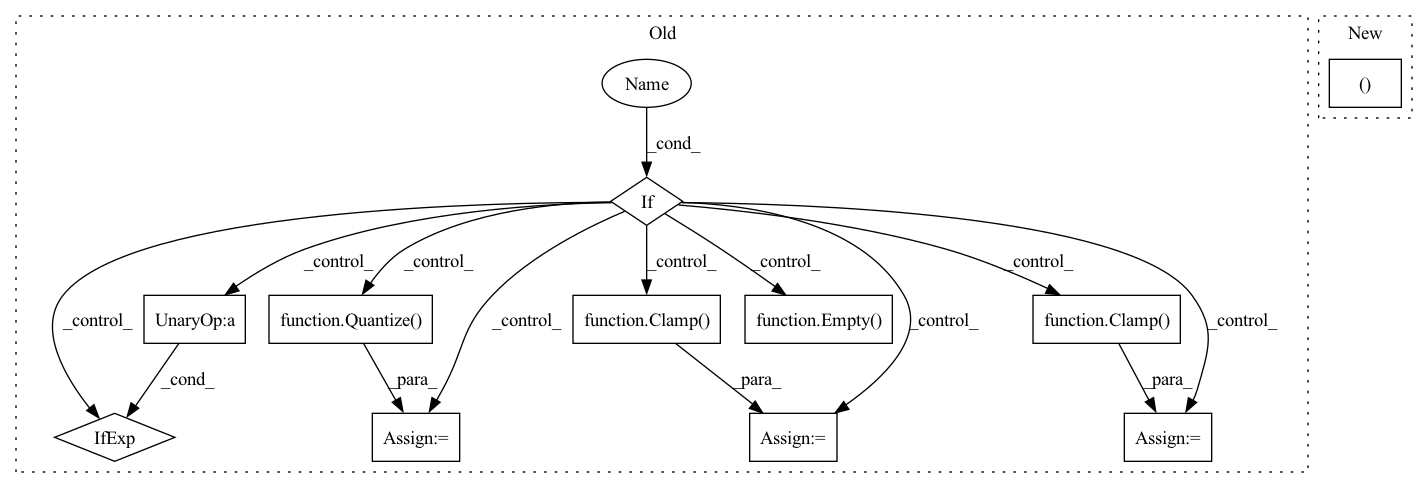 Old
New
Name
()
_cond_
If
_control_
_control_
_control_
_control_
_control_
_control_
_control_
_control_
UnaryOp:a
function.Quantize()
function.Clamp()
function.Empty()
function.Clamp()
_cond_
_para_
_para_
_para_
IfExp
Assign:=
Assign:=
Assign:=